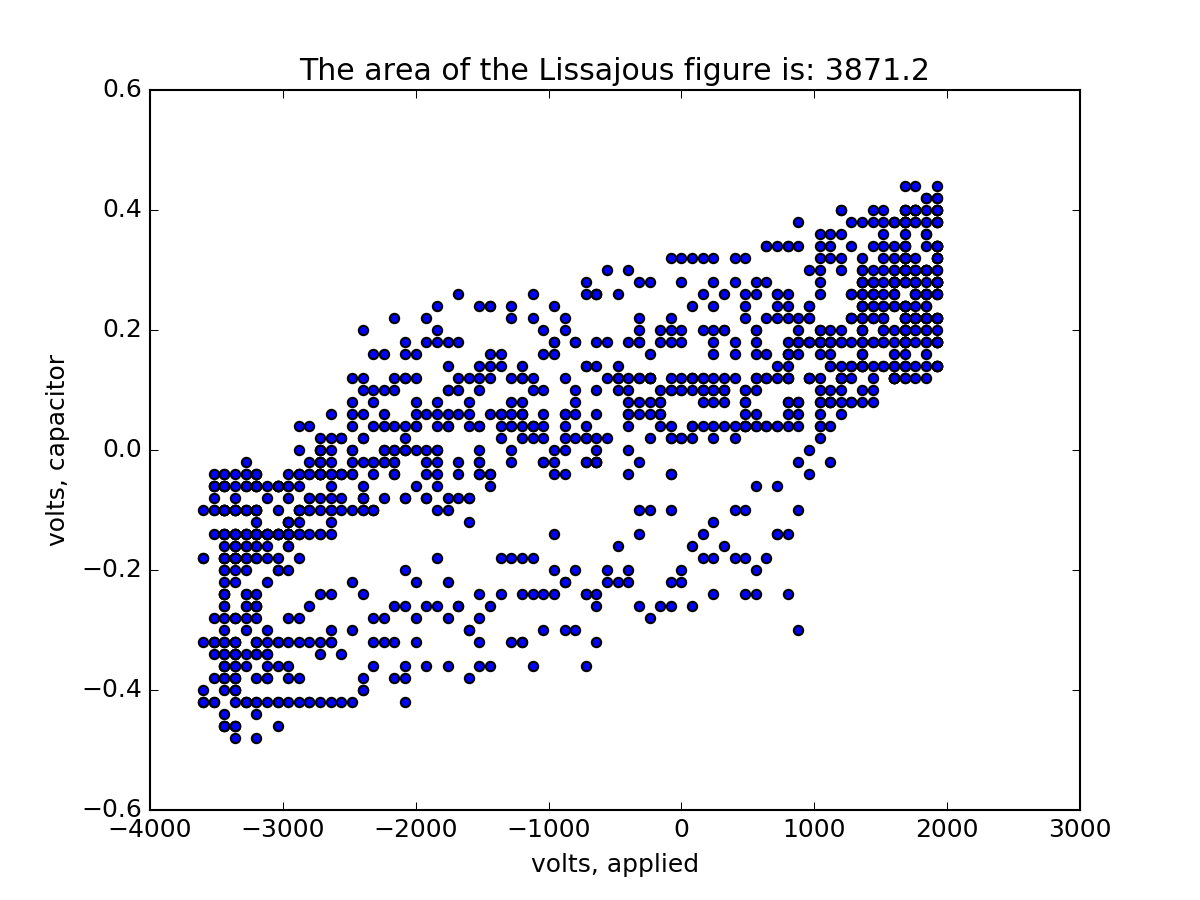 The area of the Lissajous figure is: 3871.2
0.6
0.4
0.2
0.0
−0.2
−0.4
−0.6
volts, capacitor
−4000 −3000 −2000 −1000 0 1000 2000 3000
volts, applied